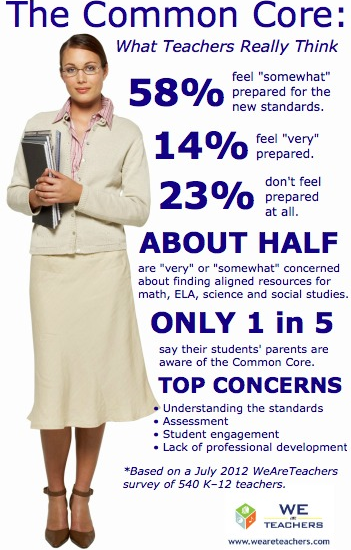 The Common Core:
What Teachers Really Think
58% feel "somewhat"
prepared for the
new standards.
14% feel "very"
prepared.
23% don't feel
prepared
at all.
ABOUT HALF
are "very" or "somewhat" concerned
about finding aligned resources for
math, ELA, science and social studies.
ONLY 1 in 5
say their students' parents are
aware of the Common Core.
TOP CONCERNS
• Understanding the standards
• Assessment
• Student engagement
• Lack of professional development
*Based on a July 2012 WeAreTeachers
survey of 540 K–12 teachers.
WE
ARE
TEACHERS
www.weareteachers.com